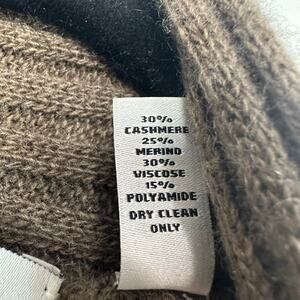 30%
CASHMERE
25%
MERINO
30%
VISCOSE
15%
POLYAMIDE
DRY CLEAN
ONLY